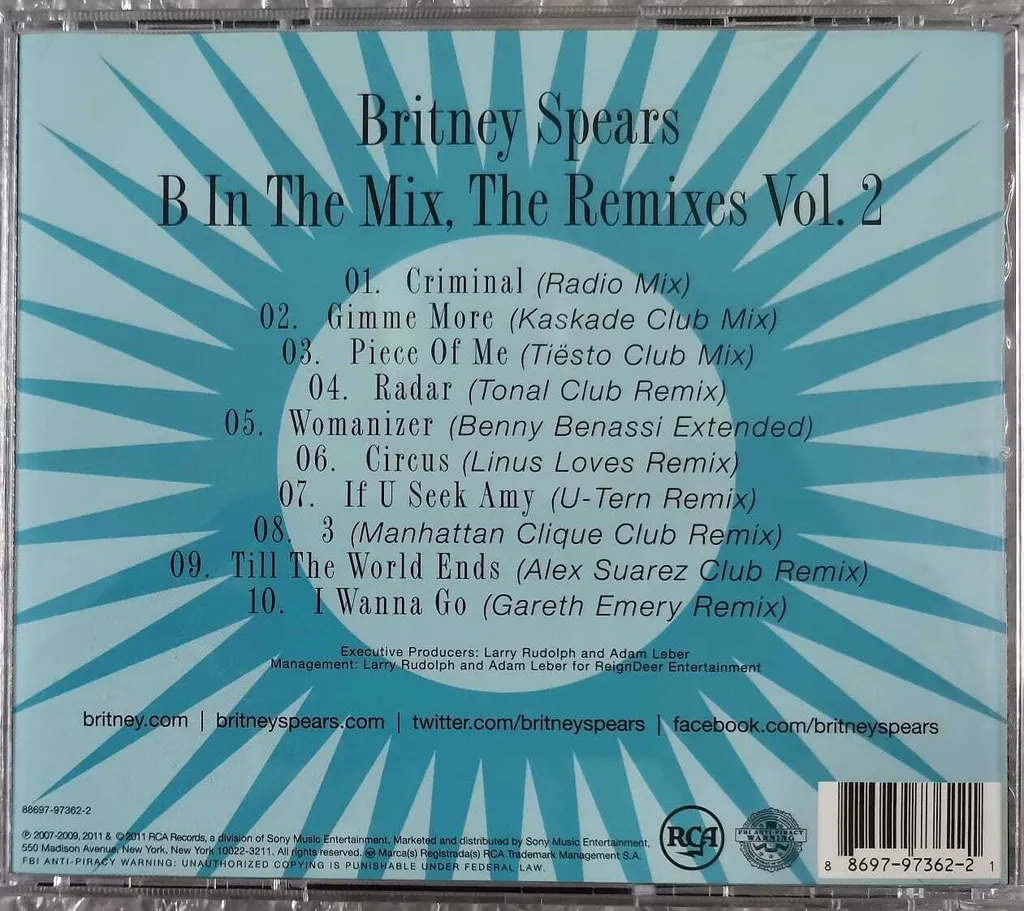 Britney Spears
B In The Mix, The Remixes Vol. 2
01. Criminal (Radio Mix)
02. Gimme More (Kaskade Club Mix)
03. Piece Of Me (Tiësto Club Mix)
04. Radar (Tonal Club Remix)
05. Womanizer (Benny Benassi Extended)
06. Circus (Linus Loves Remix)
07. If U Seek Amy (U-Tern Remix)
08. 3 (Manhattan Clique Club Remix)
09. Till The World Ends (Alex Suarez Club Remix)
10. I Wanna Go (Gareth Emery Remix)
Executive Producers: Larry Rudolph and Adam Leber
Management: Larry Rudolph and Adam Leber for ReignDeer Entertainment
britney.com | britneyspears.com | twitter.com/britneyspears | facebook.com/britneyspears
88697-97362-2
℗ 2007-2009, 2011 & © 2011 RCA Records, a division of Sony Music Entertainment. Marketed and distributed by Sony Music Entertainment,
550 Madison Avenue, New York, New York 10022-3211, All rights reserved. Marca(s) Registrada(s) RCA Trademark Management S.A.
FBI ANTI-PIRACY WARNING: UNAUTHORIZED COPYING IS PUNISHABLE UNDER FEDERAL LAW.
RCA
FBI ANTI-PIRACY
WARNING
8 8697-97362-2 1